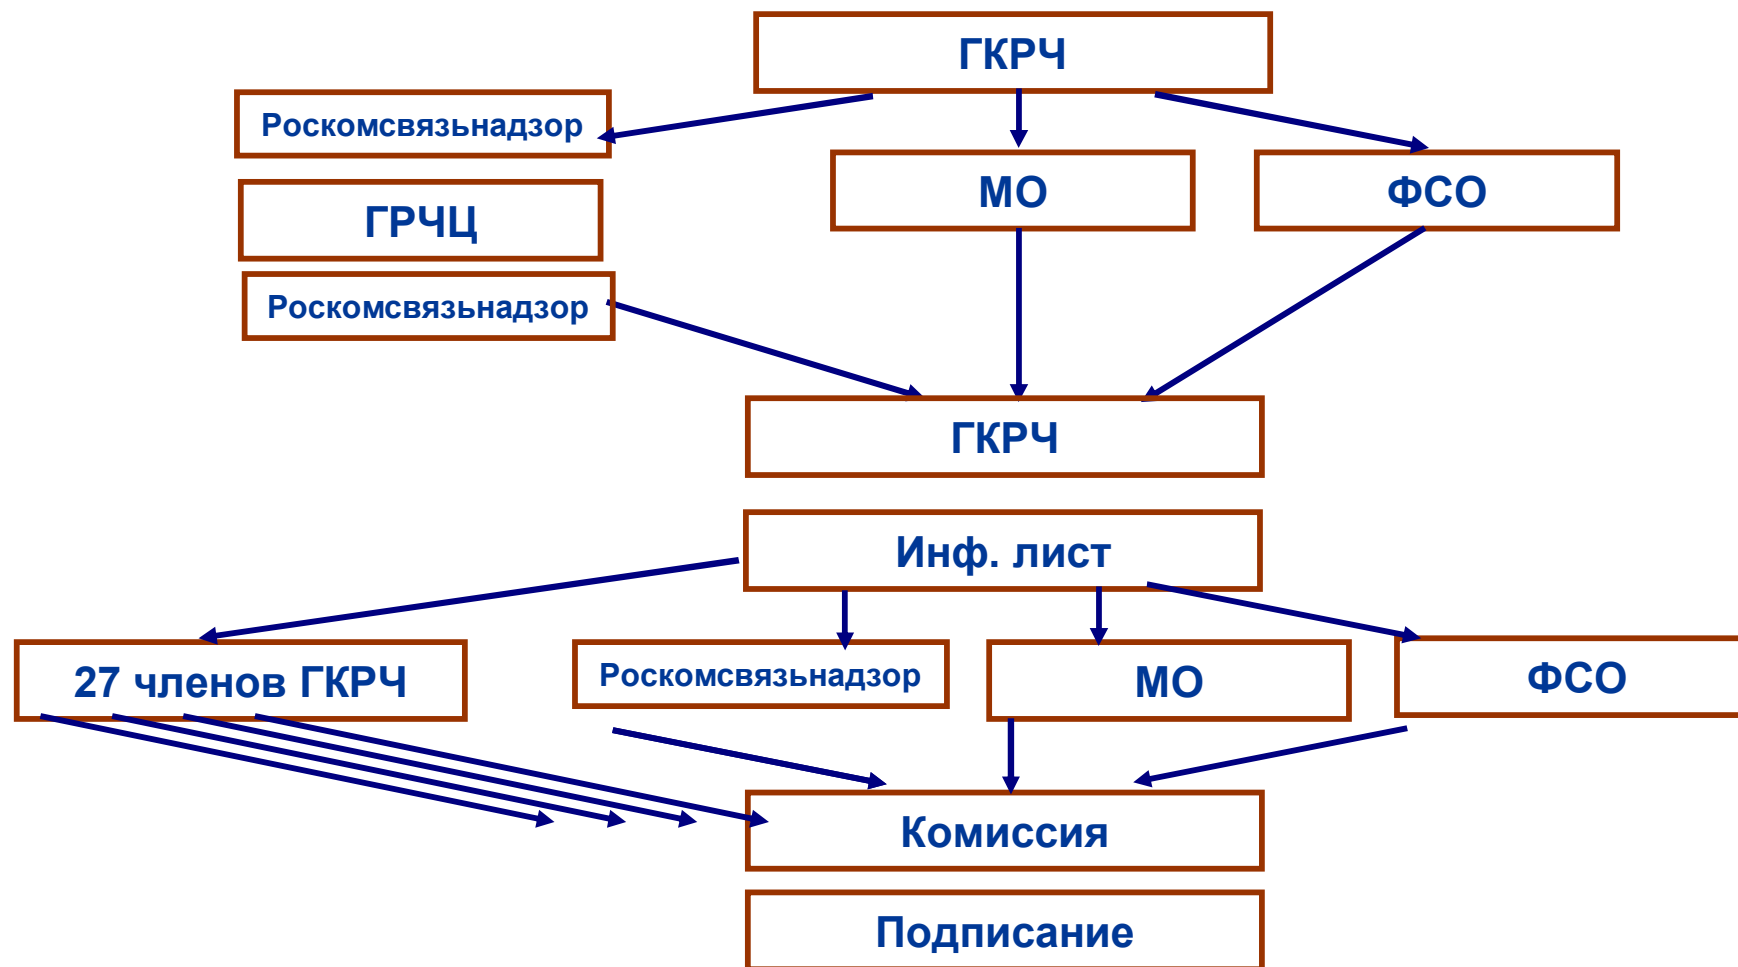 ГКРЧ
Роскомсвязьнадзор
МО
ФСО
ГРЧЦ
Роскомсвязьнадзор
ГКРЧ
Инф. лист
27 членов ГКРЧ
Роскомсвязьнадзор
МО
ФСО
Комиссия
Подписание